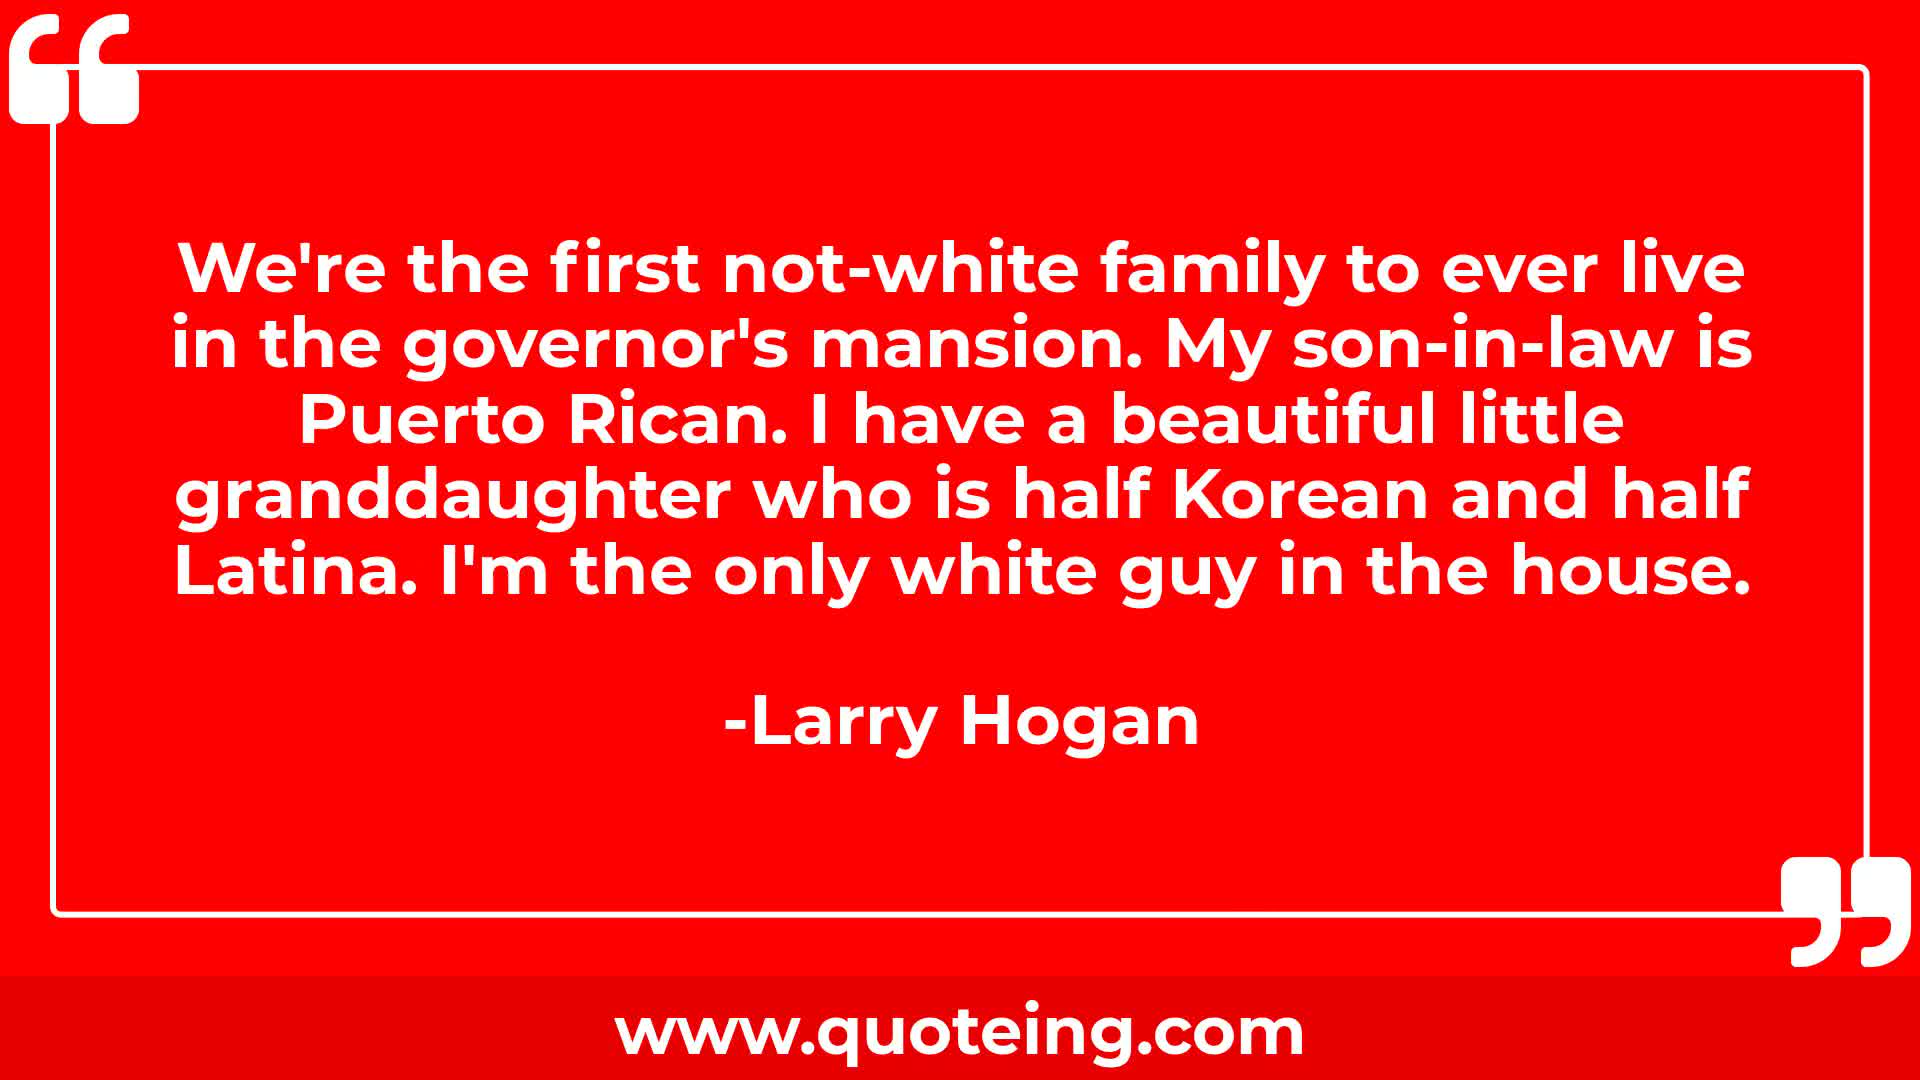 We're the first not-white family to ever live
in the governor's mansion. My son-in-law is
Puerto Rican. I have a beautiful little
granddaughter who is half Korean and half
Latina. I'm the only white guy in the house.
-Larry Hogan
www.quoteing.com